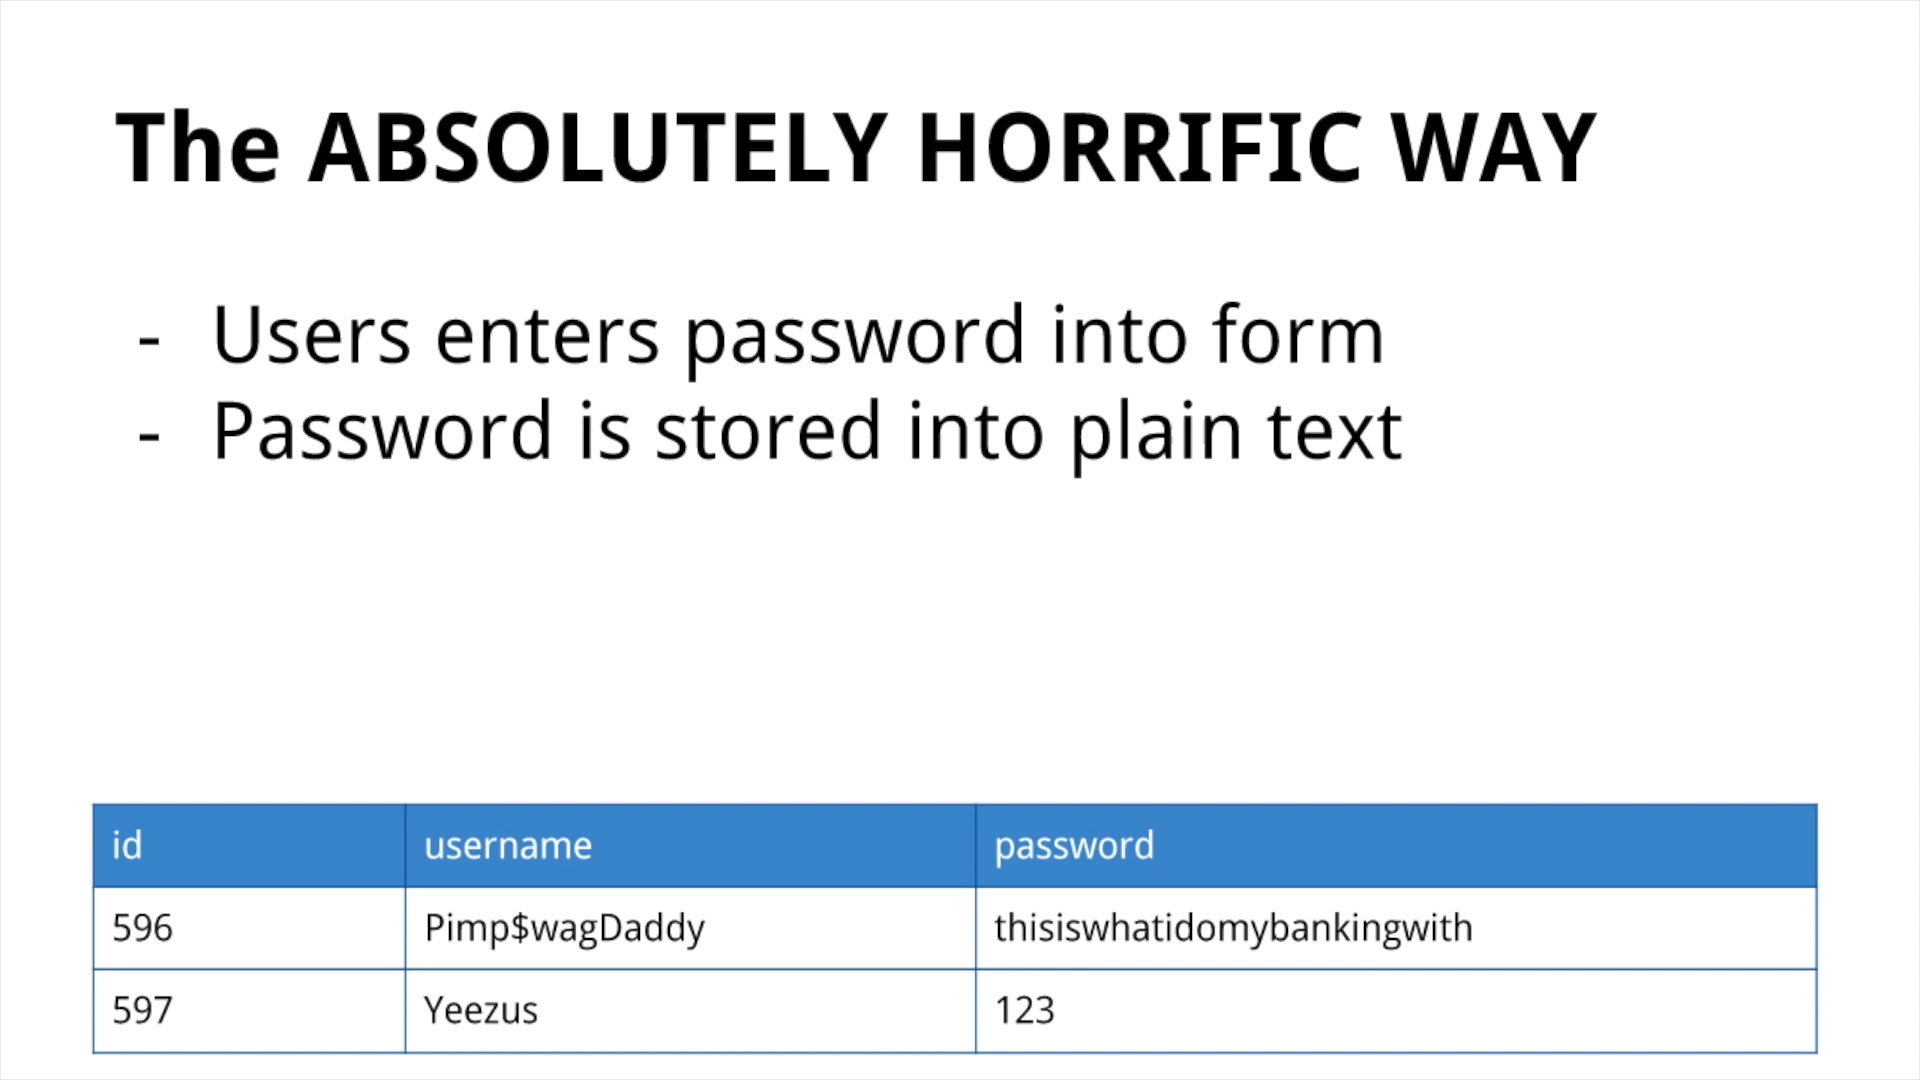 The ABSOLUTELY HORRIFIC WAY
- Users enters password into form
- Password is stored into plain text
id username password
596 Pimp$wagDaddy thisiswhatidomybankingwith
597 Yeezus 123